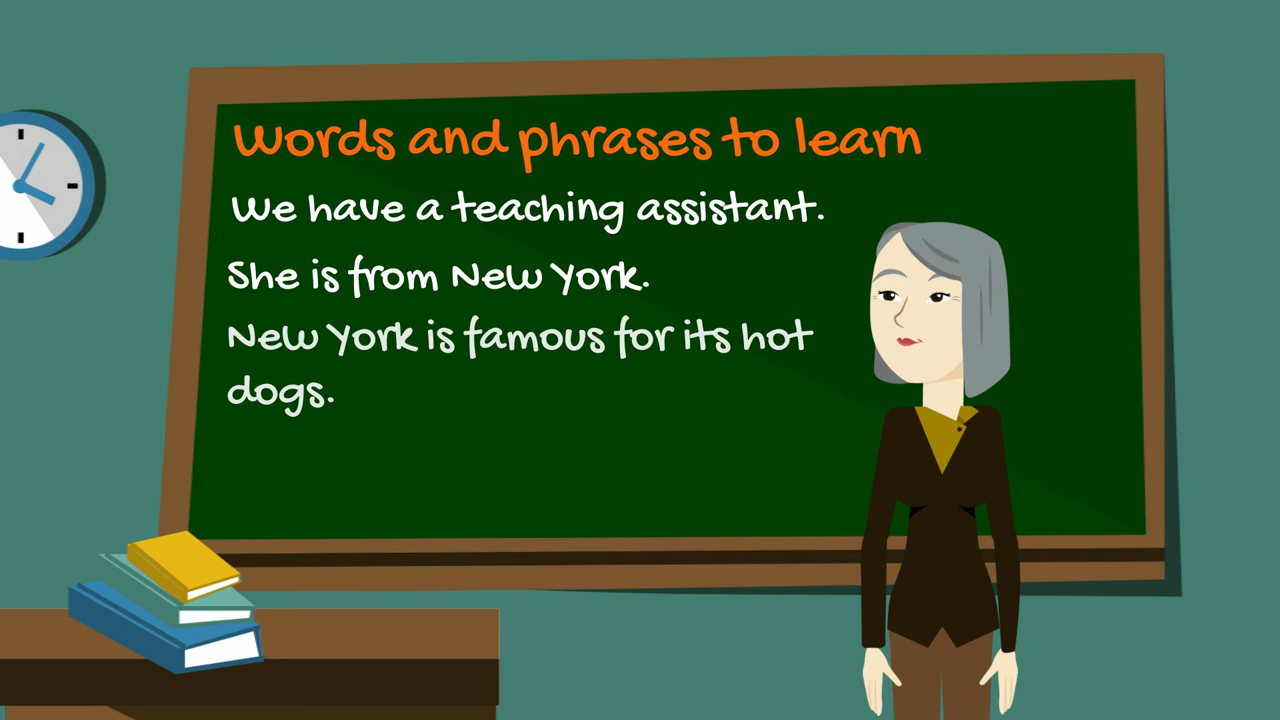 Words and phrases to learn
We have a teaching assistant.
She is from New York.
New York is famous for its hot
dogs.